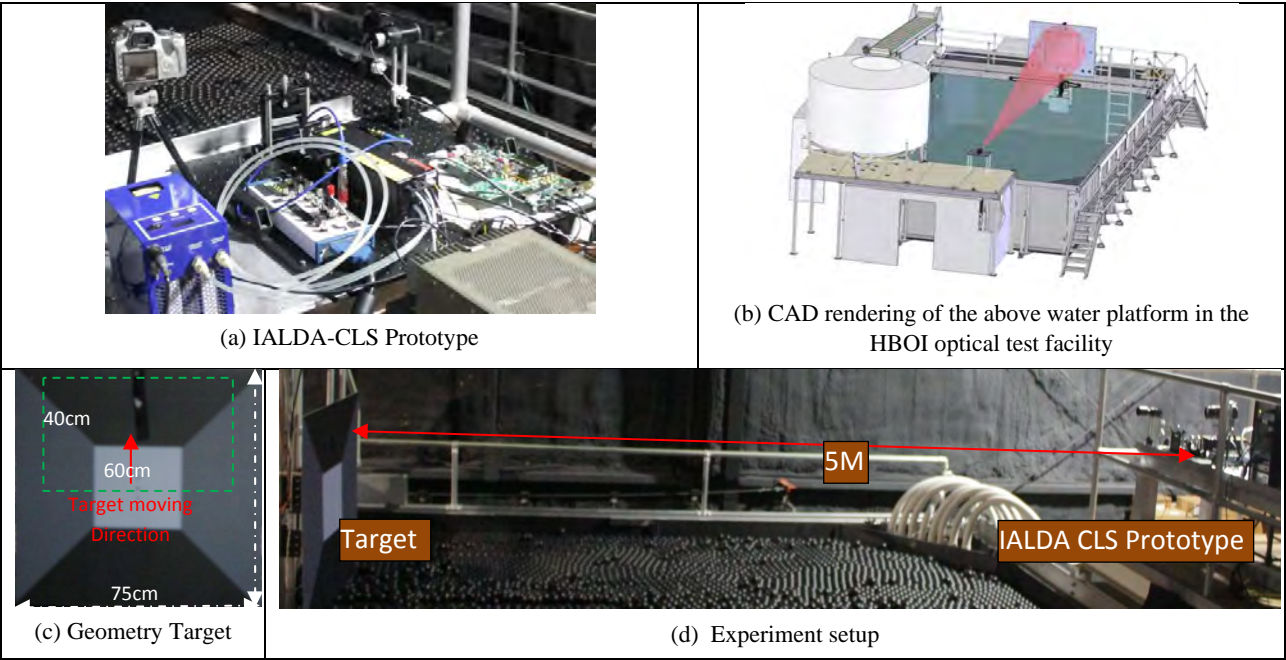 (a) IALDA-CLS Prototype
(b) CAD rendering of the above water platform in the
HBOI optical test facility
40cm
60cm
Target moving
Direction
75cm
(c) Geometry Target
5M
Target
IALDA CLS Prototype
(d) Experiment setup